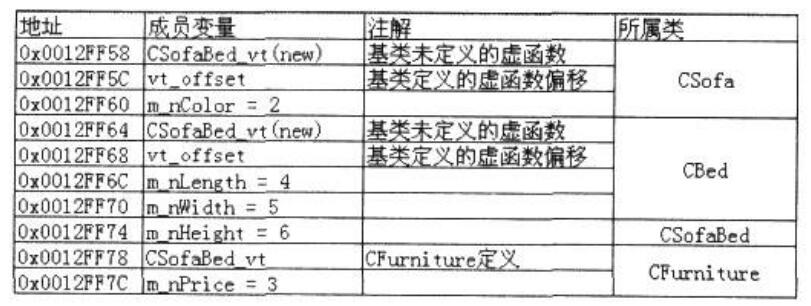 地址 成员变量 注解 所属类
0x0012FF58 CSofaBed_vt(new) 基类未定义的虚函数 CSofa
0x0012FF5C vt_offset 基类定义的虚函数偏移
0x0012FF60 m_nColor = 2
0x0012FF64 CSofaBed_vt(new) 基类未定义的虚函数 CBed
0x0012FF68 vt_offset 基类定义的虚函数偏移
0x0012FF6C m_nLength = 4
0x0012FF70 m_nWidth = 5
0x0012FF74 m_nHeight = 6 CSofaBed
0x0012FF78 CSofaBed_vt CFurniture定义 CFurniture
0x0012FF7C m_nPrice = 3